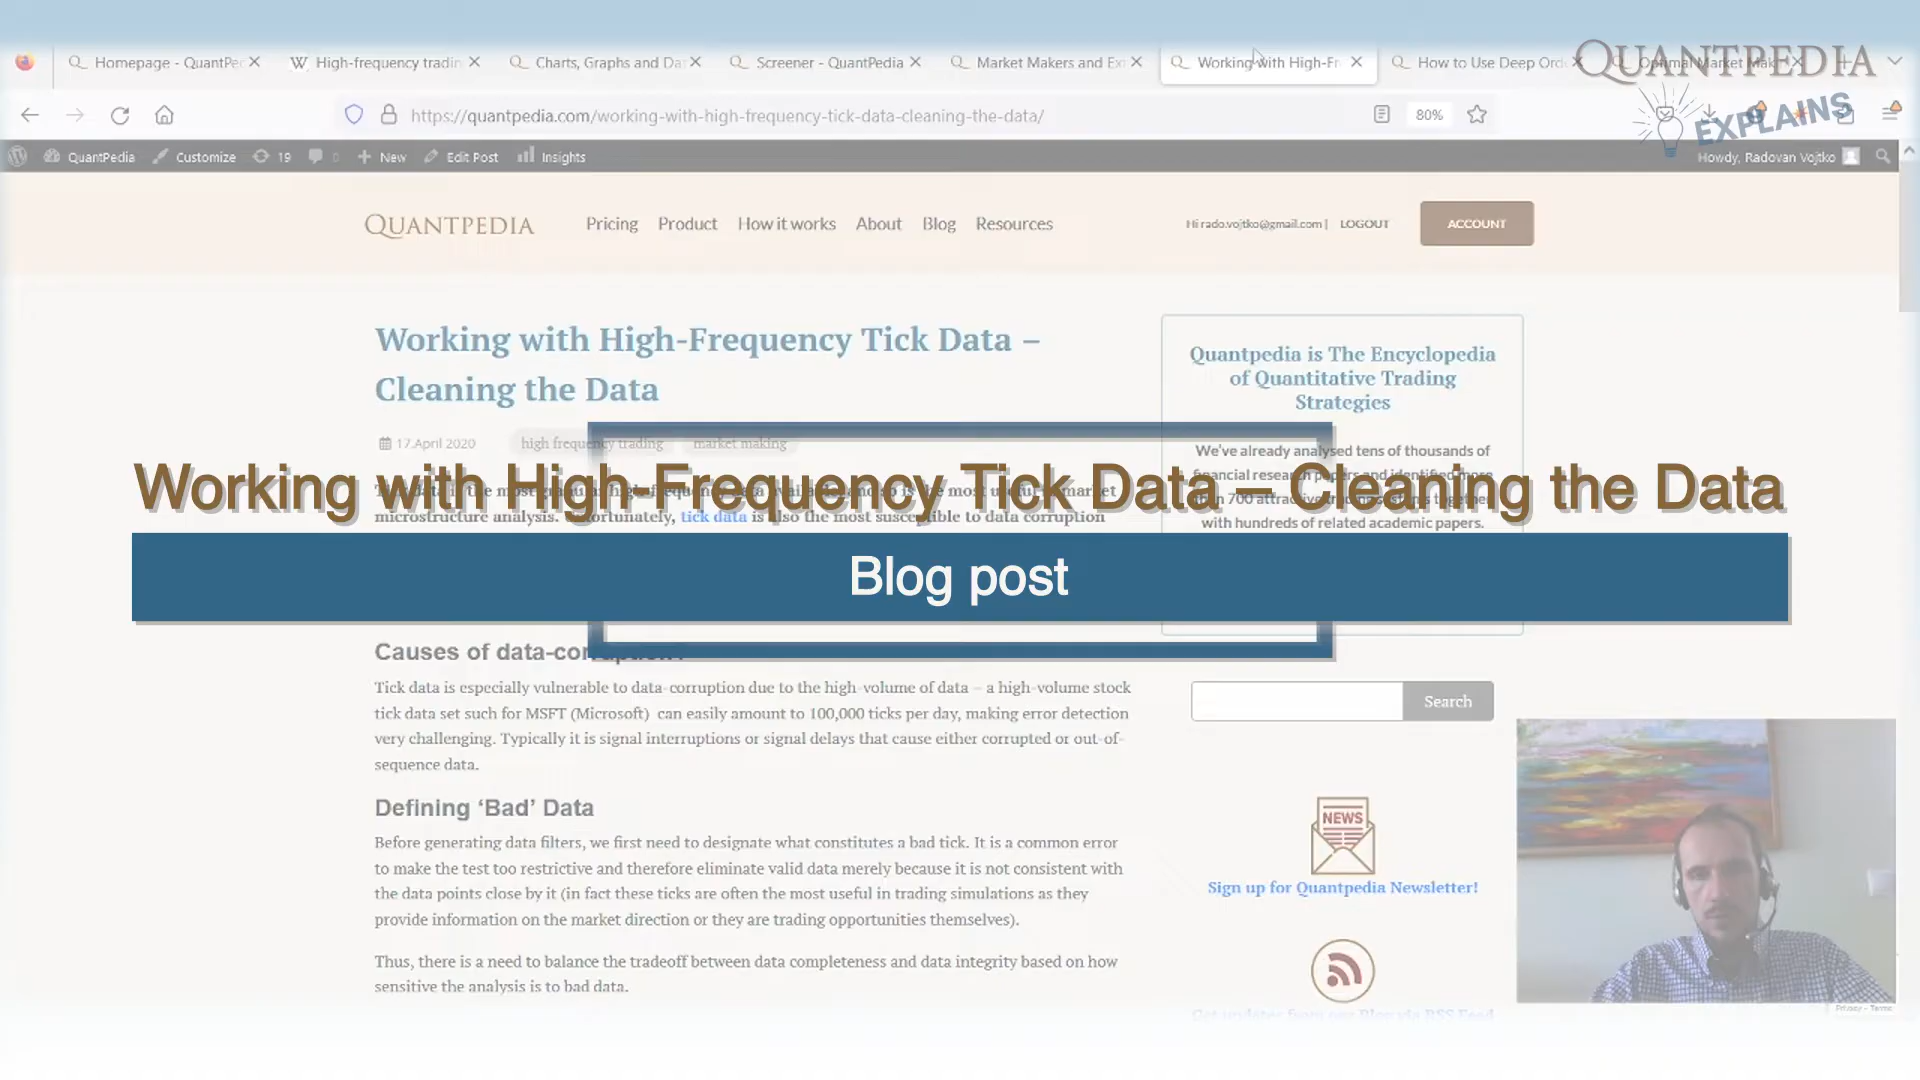 Homepage - QuantPe
High-frequency tradin
Charts, Graphs and Da
Screener - QuantPedia
Market Makers and Ex
Working with High-Fr
How to Use Deep Ord
Optimal Market Mak
QUANTPEDIA
EXPLAINS
https://quantpedia.com/working-with-high-frequency-tick-data-cleaning-the-data/
80%
QuantPedia
Customize
19
0
New
Edit Post
Insights
Howdy, Radovan Vojtko
QUANTPEDIA
Pricing
Product
How it works
About
Blog
Resources
Hi rado.vojtko@gmail.com |
LOGOUT
ACCOUNT
Working with High-Frequency Tick Data –
Cleaning the Data
17.April 2020
high frequency trading
market making
Working with High-Frequency Tick Data – Cleaning the Data
microstructure analysis. Unfortunately, tick data is also the most susceptible to data corruption
Blog post
Causes of data-corruption?
Tick data is especially vulnerable to data-corruption due to the high-volume of data – a high-volume stock
tick data set such for MSFT (Microsoft) can easily amount to 100,000 ticks per day, making error detection
very challenging. Typically it is signal interruptions or signal delays that cause either corrupted or out-of-
sequence data.
Defining ‘Bad’ Data
Before generating data filters, we first need to designate what constitutes a bad tick. It is a common error
to make the test too restrictive and therefore eliminate valid data merely because it is not consistent with
the data points close by it (in fact these ticks are often the most useful in trading simulations as they
provide information on the market direction or they are trading opportunities themselves).
Thus, there is a need to balance the tradeoff between data completeness and data integrity based on how
sensitive the analysis is to bad data.
Quantpedia is The Encyclopedia
of Quantitative Trading
Strategies
We've already analysed tens of thousands of
financial research papers and identified more
than 700 attractive trading systems together
with hundreds of related academic papers.
Search
NEWS
Sign up for Quantpedia Newsletter!
Get updates from our Blog via RSS Feed
Privacy - Terms